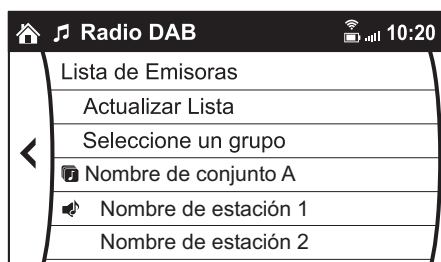 Radio DAB 10:20
Lista de Emisoras
Actualizar Lista
Seleccione un grupo
Nombre de conjunto A
Nombre de estación 1
Nombre de estación 2